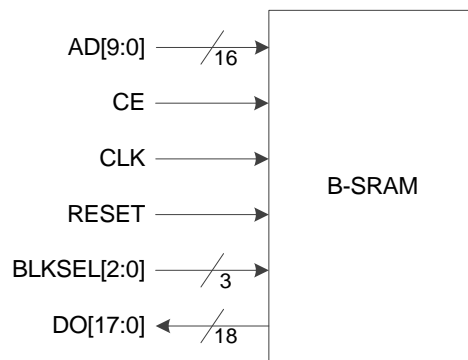 AD[9:0]
16
CE
CLK
B-SRAM
RESET
BLKSEL[2:0]
3
DO[17:0]
18